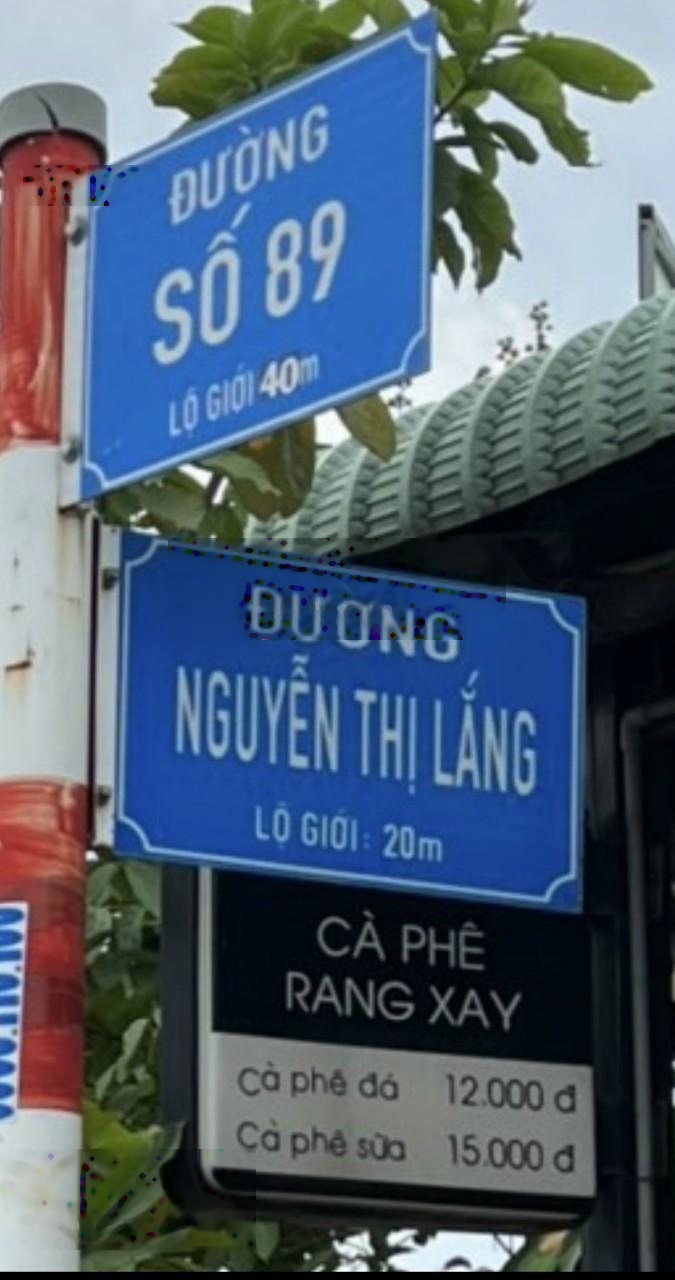 ĐƯỜNG
SỐ 89
LỘ GIỚI 40m
ĐƯỜNG
NGUYỄN THỊ LẮNG
LỘ GIỚI: 20m
CÀ PHÊ
RANG XAY
Cà phê đá 12.000 đ
Cà phê sữa 15.000 đ